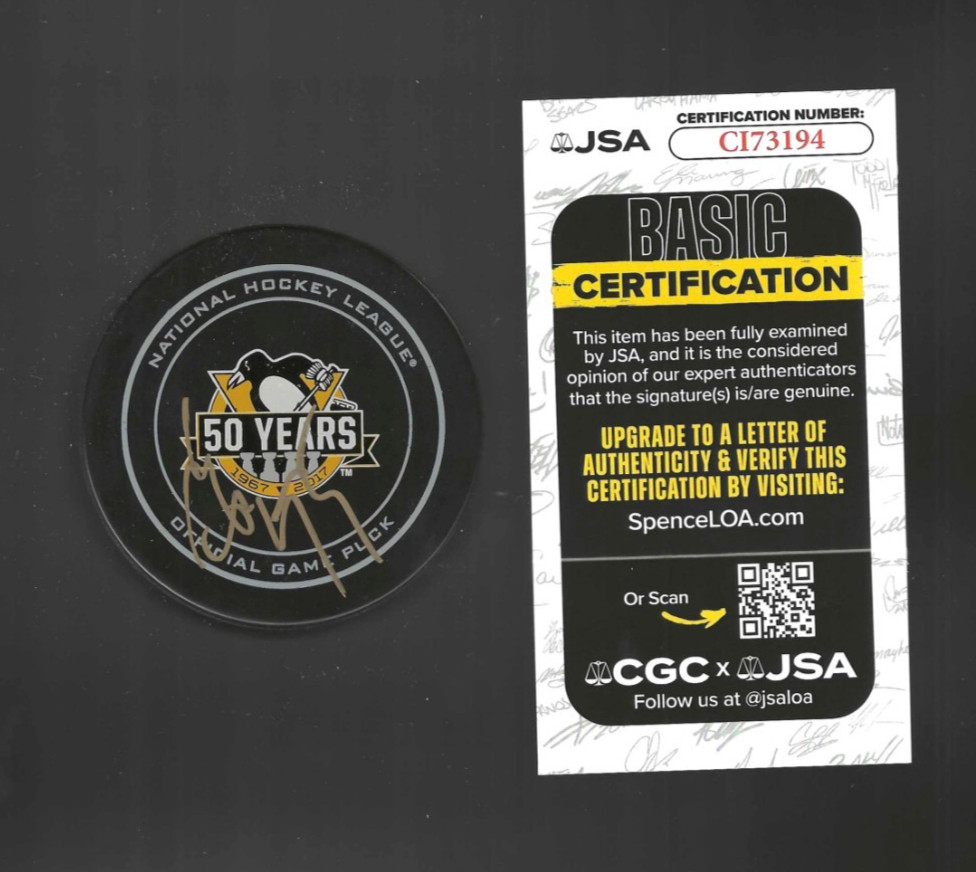 NATIONAL HOCKEY LEAGUE®
50 YEARS
1967 2017
TM
OFFICIAL GAME PUCK
JSA
CERTIFICATION NUMBER:
CI73194
BASIC
CERTIFICATION
This item has been fully examined
by JSA, and it is the considered
opinion of our expert authenticators
that the signature(s) is/are genuine.
UPGRADE TO A LETTER OF
AUTHENTICITY & VERIFY THIS
CERTIFICATION BY VISITING:
SpenceLOA.com
Or Scan
CGC x JSA
Follow us at @jsaloa